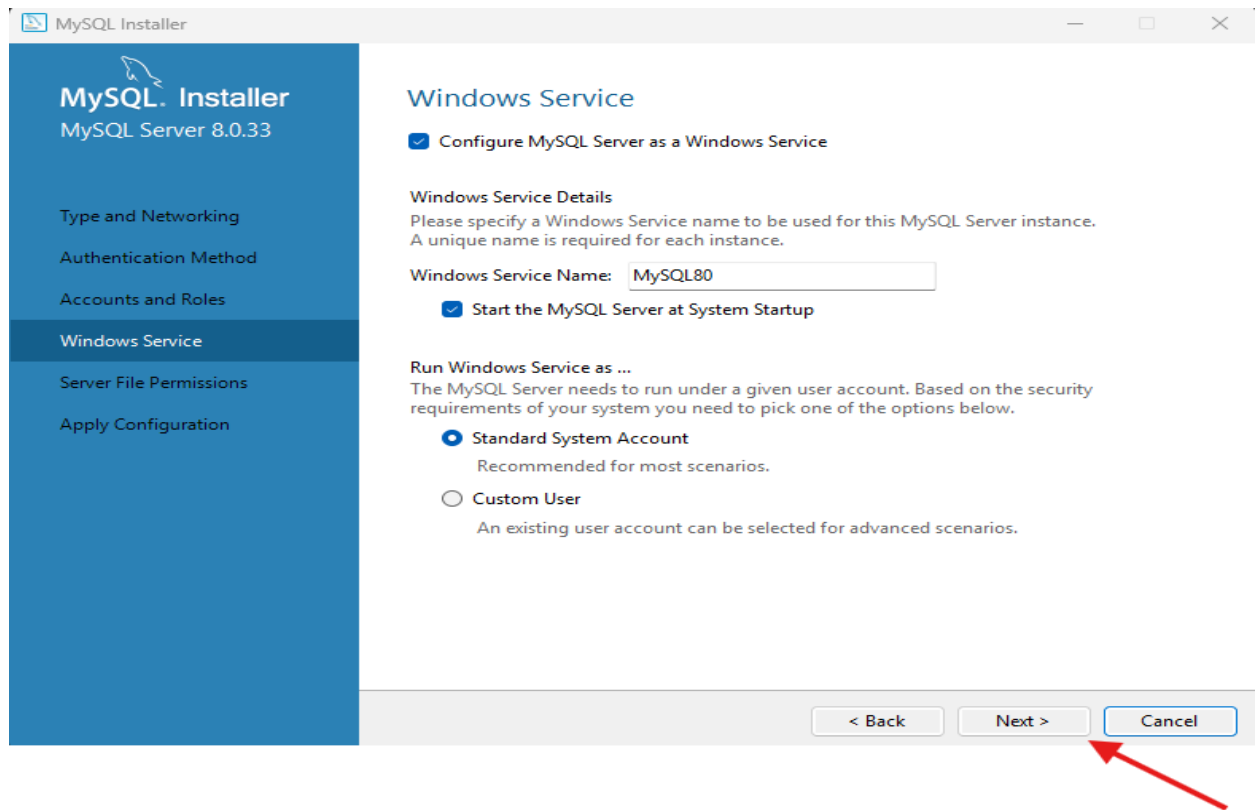 MySQL Installer
MySQL. Installer
MySQL Server 8.0.33
Type and Networking
Authentication Method
Accounts and Roles
Windows Service
Server File Permissions
Apply Configuration
Windows Service
Configure MySQL Server as a Windows Service
Windows Service Details
Please specify a Windows Service name to be used for this MySQL Server instance.
A unique name is required for each instance.
Windows Service Name: MySQL80
Start the MySQL Server at System Startup
Run Windows Service as ...
The MySQL Server needs to run under a given user account. Based on the security
requirements of your system you need to pick one of the options below.
Standard System Account
Recommended for most scenarios.
Custom User
An existing user account can be selected for advanced scenarios.
< Back Next > Cancel